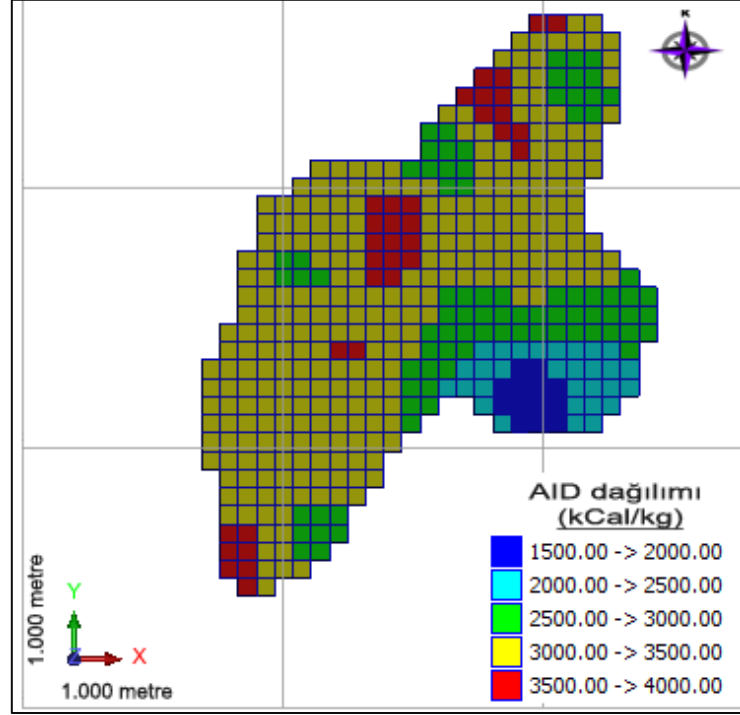 K
AID dağılımı
(kCal/kg)
1500.00 -> 2000.00
2000.00 -> 2500.00
2500.00 -> 3000.00
3000.00 -> 3500.00
3500.00 -> 4000.00
1.000 metre
Y
Z
X
1.000 metre